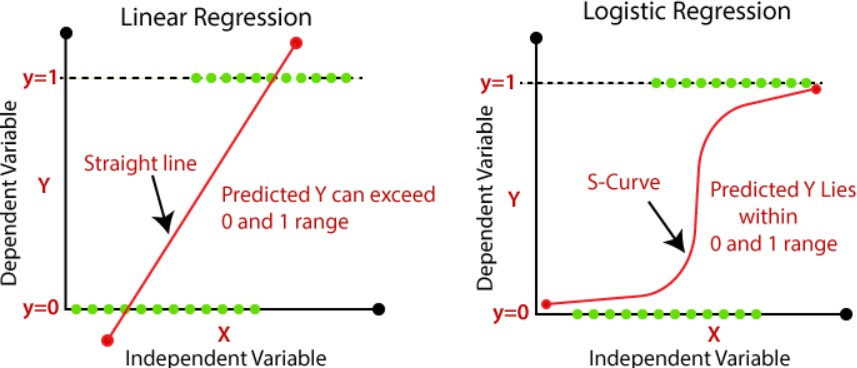 Linear Regression
y=1
Dependent Variable
Y
Straight line
Predicted Y can exceed
0 and 1 range
y=0
X
Independent Variable
Logistic Regression
y=1
Dependent Variable
Y
S-Curve
Predicted Y Lies
within
0 and 1 range
y=0
X
Independent Variable